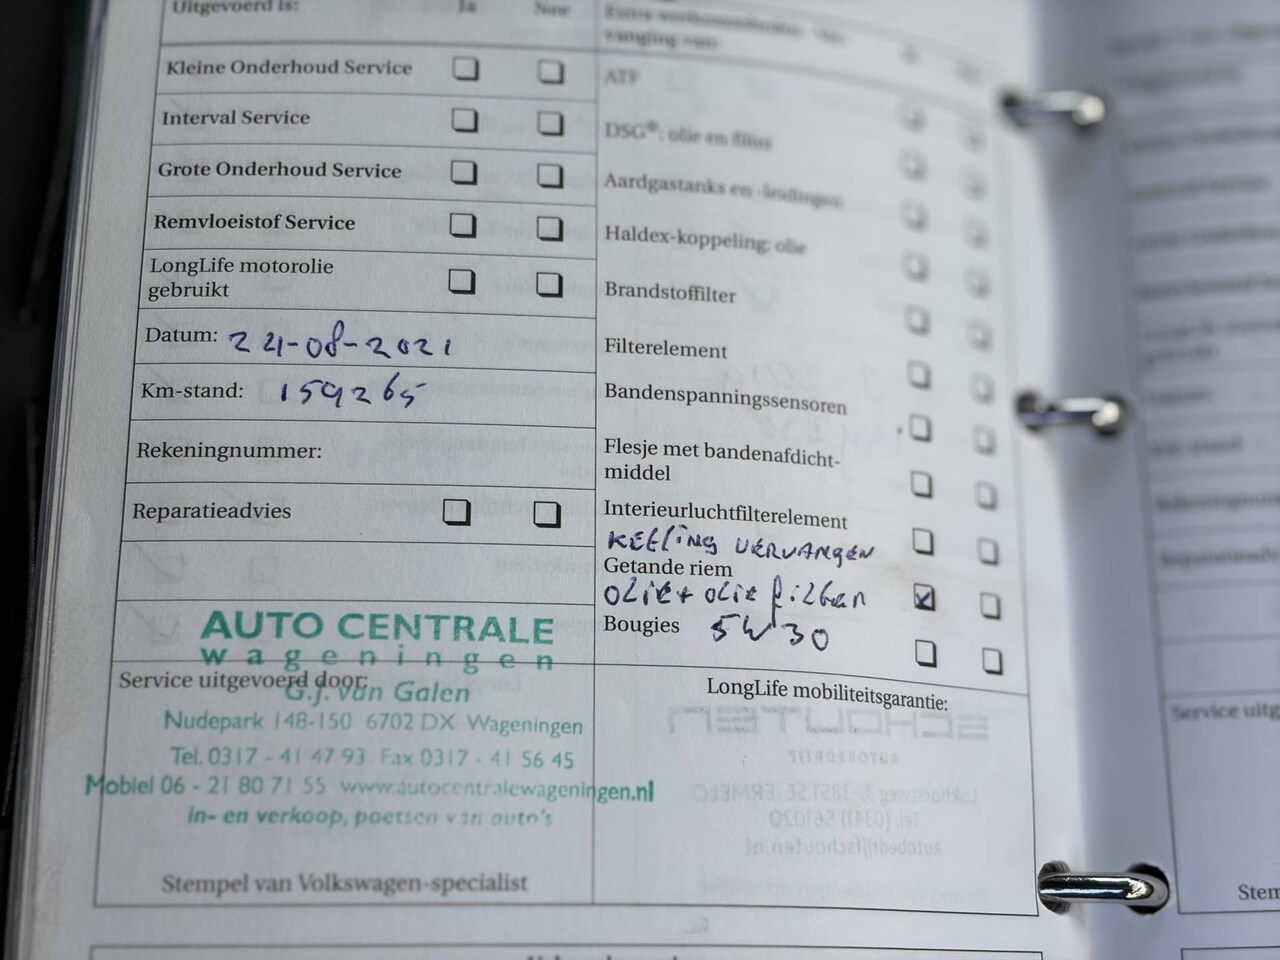 Uitgevoerd is:
Ja
Nee
Kleine Onderhoud Service
Interval Service
Grote Onderhoud Service
Remvloeistof Service
LongLife motorolie
gebruikt
Datum: 24-08-2021
Km-stand: 159265
Rekeningnummer:
Reparatieadvies
ATF
DSG®: olie en filter
Aardgastanks en -leidingen
Haldex-koppeling: olie
Brandstoffilter
Filterelement
Bandenspanningssensoren
Flesje met bandenafdicht-
middel
Interieurluchtfilterelement
KETTING VERVANGEN
Getande riem
OLIE + OLIE filter
Bougies 5W30
AUTO CENTRALE
wageningen
Service uitgevoerd door:
G.J. van Galen
Nudepark 148-150 6702 DX Wageningen
Tel. 0317 - 41 47 93 Fax 0317 - 41 56 45
Mobiel 06 - 21 80 71 55 www.autocentralewageningen.nl
in- en verkoop, poetsen van auto's
Stempel van Volkswagen-specialist
LongLife mobiliteitsgarantie:
Service uitg
Stem